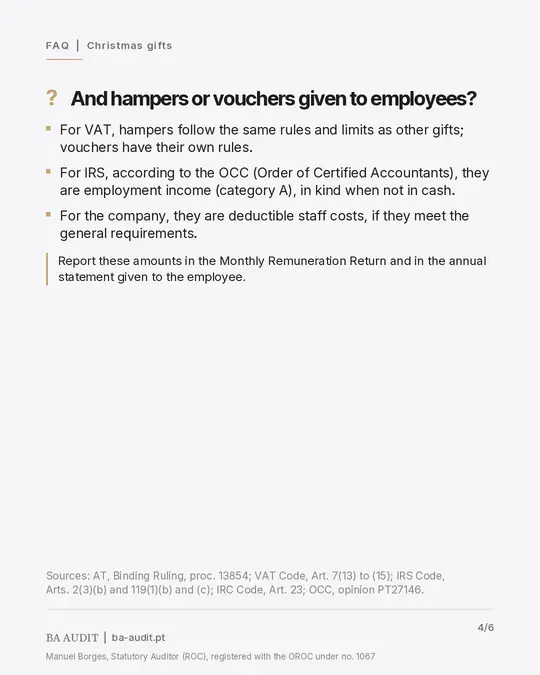 FAQ | Christmas gifts
? And hampers or vouchers given to employees?
For VAT, hampers follow the same rules and limits as other gifts;
vouchers have their own rules.
For IRS, according to the OCC (Order of Certified Accountants), they
are employment income (category A), in kind when not in cash.
For the company, they are deductible staff costs, if they meet the
general requirements.
Report these amounts in the Monthly Remuneration Return and in the annual
statement given to the employee.
Sources: AT, Binding Ruling, proc. 13854; VAT Code, Art. 7(13) to (15); IRS Code,
Arts. 2(3)(b) and 119(1)(b) and (c); IRC Code, Art. 23; OCC, opinion PT27146.
4/6
BA AUDIT | ba-audit.pt
Manuel Borges, Statutory Auditor (ROC), registered with the OROC under no. 1067